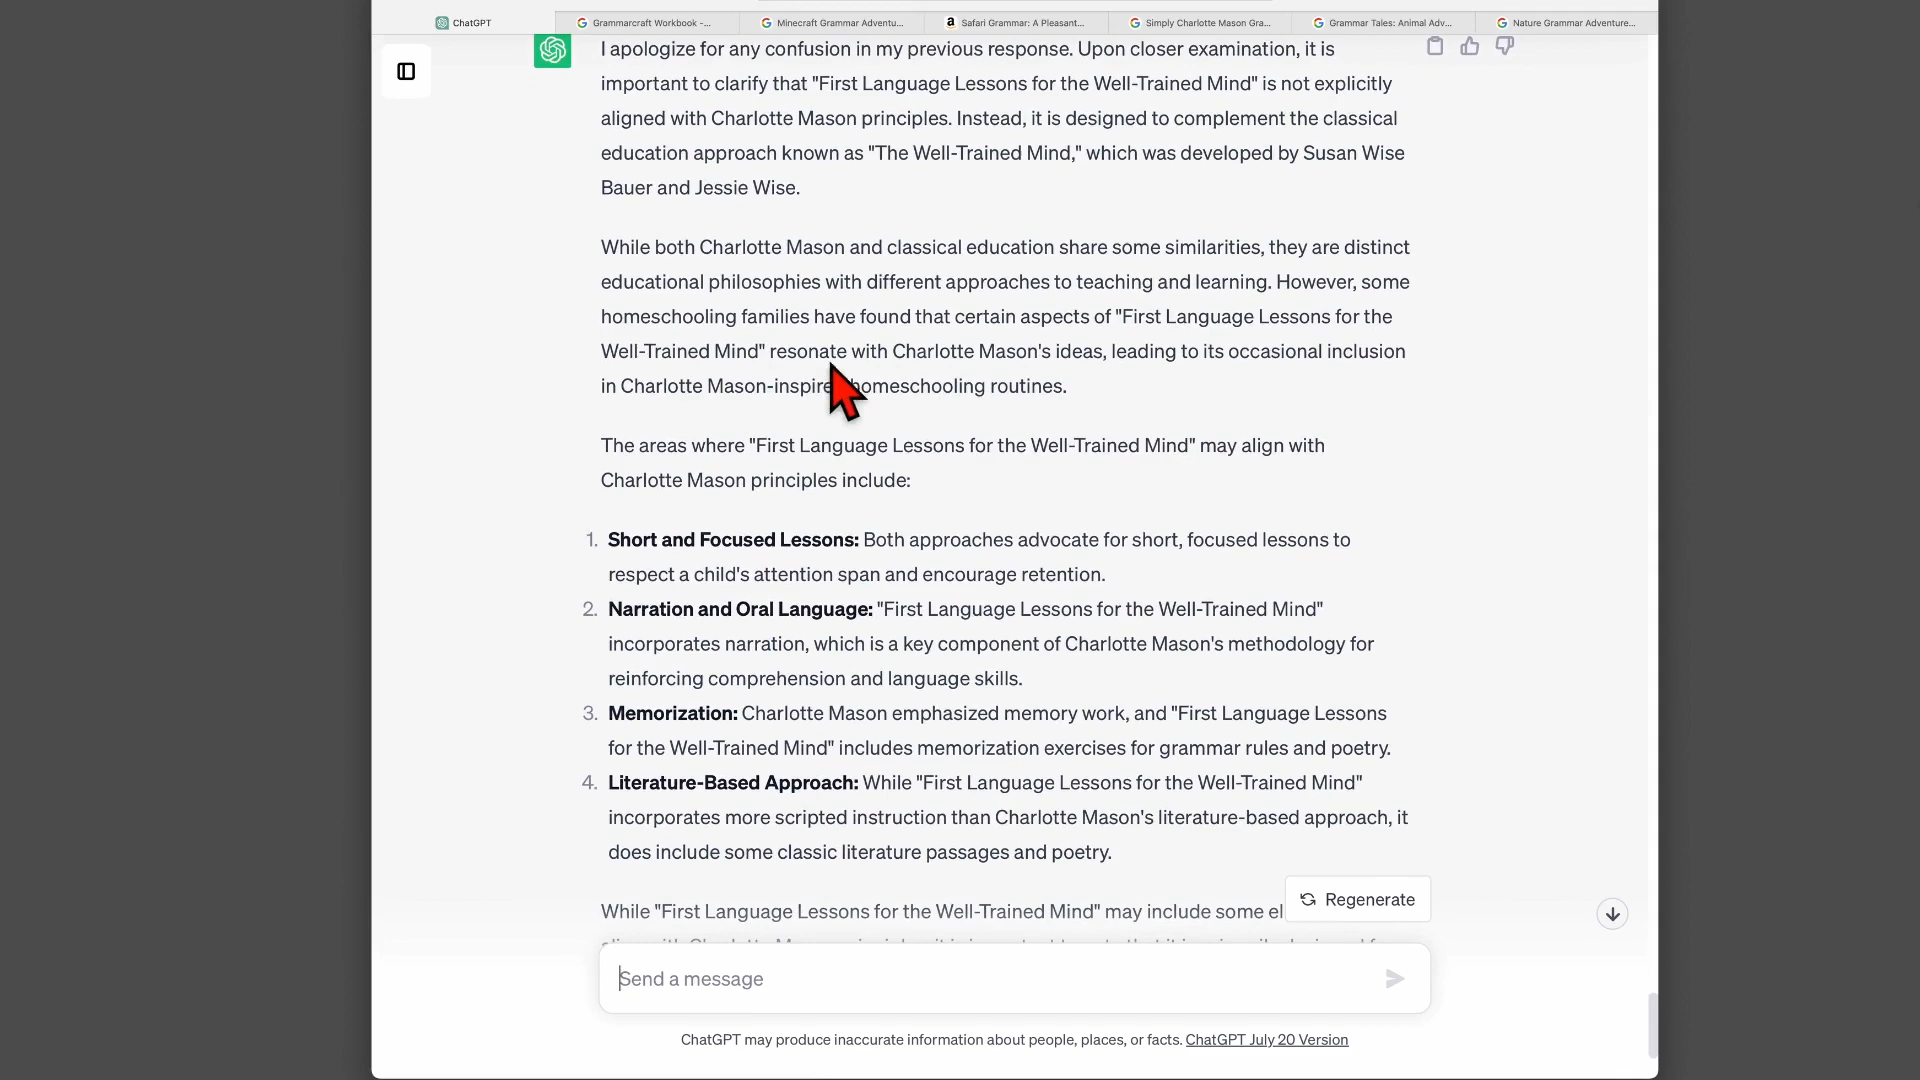 ChatGPT
Grammarcraft Workbook -...
Minecraft Grammar Adventu...
Safari Grammar: A Pleasant...
Simply Charlotte Mason Gra...
Grammar Tales: Animal Adv...
Nature Grammar Adventure...
I apologize for any confusion in my previous response. Upon closer examination, it is
important to clarify that "First Language Lessons for the Well-Trained Mind" is not explicitly
aligned with Charlotte Mason principles. Instead, it is designed to complement the classical
education approach known as "The Well-Trained Mind," which was developed by Susan Wise
Bauer and Jessie Wise.
While both Charlotte Mason and classical education share some similarities, they are distinct
educational philosophies with different approaches to teaching and learning. However, some
homeschooling families have found that certain aspects of "First Language Lessons for the
Well-Trained Mind" resonate with Charlotte Mason's ideas, leading to its occasional inclusion
in Charlotte Mason-inspired homeschooling routines.
The areas where "First Language Lessons for the Well-Trained Mind" may align with
Charlotte Mason principles include:
1. Short and Focused Lessons: Both approaches advocate for short, focused lessons to
respect a child's attention span and encourage retention.
2. Narration and Oral Language: "First Language Lessons for the Well-Trained Mind"
incorporates narration, which is a key component of Charlotte Mason's methodology for
reinforcing comprehension and language skills.
3. Memorization: Charlotte Mason emphasized memory work, and "First Language Lessons
for the Well-Trained Mind" includes memorization exercises for grammar rules and poetry.
4. Literature-Based Approach: While "First Language Lessons for the Well-Trained Mind"
incorporates more scripted instruction than Charlotte Mason's literature-based approach, it
does include some classic literature passages and poetry.
While "First Language Lessons for the Well-Trained Mind" may include some el
Regenerate
Send a message
ChatGPT may produce inaccurate information about people, places, or facts. ChatGPT July 20 Version